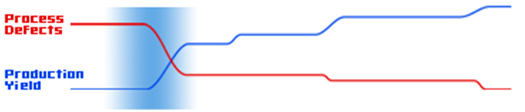 Process
Defects
Production
Yield